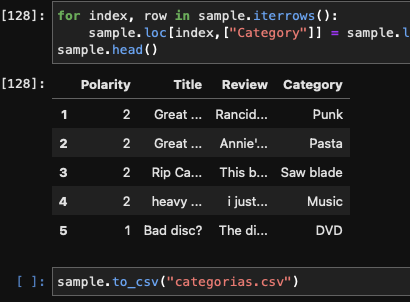 [128]: for index, row in sample.iterrows():
sample.loc[index,["Category"]] = sample.l
sample.head()
[128]: Polarity Title Review Category
1 2 Great ... Rancid... Punk
2 2 Great ... Annie'... Pasta
3 2 Rip Ca... This b... Saw blade
4 2 heavy ... i just... Music
5 1 Bad disc? The di... DVD
[ ]: sample.to_csv("categorias.csv")